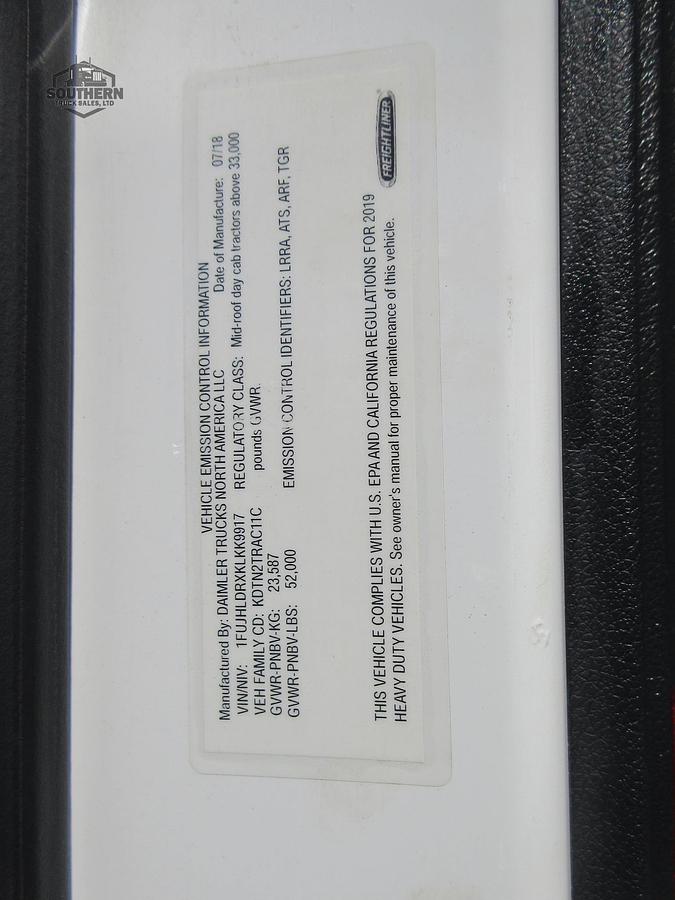 SOUTHERN
TRUCK SALES, LTD
VEHICLE EMISSION CONTROL INFORMATION
Manufactured By: DAIMLER TRUCKS NORTH AMERICA LLC Date of Manufacture: 07/18
VIN/NIV: 1FUJHLDRXKLKK9917 REGULATORY CLASS: Mid-roof day cab tractors above 33,000
VEH FAMILY CD: KDTN2TRAC11C pounds GVWR.
GVWR-PNBV-KG: 23,587
GVWR-PNBV-LBS: 52,000 EMISSION CONTROL IDENTIFIERS: LRRA, ATS, ARF, TGR
THIS VEHICLE COMPLIES WITH U.S. EPA AND CALIFORNIA REGULATIONS FOR 2019
HEAVY DUTY VEHICLES. See owner's manual for proper maintenance of this vehicle.
FREIGHTLINER